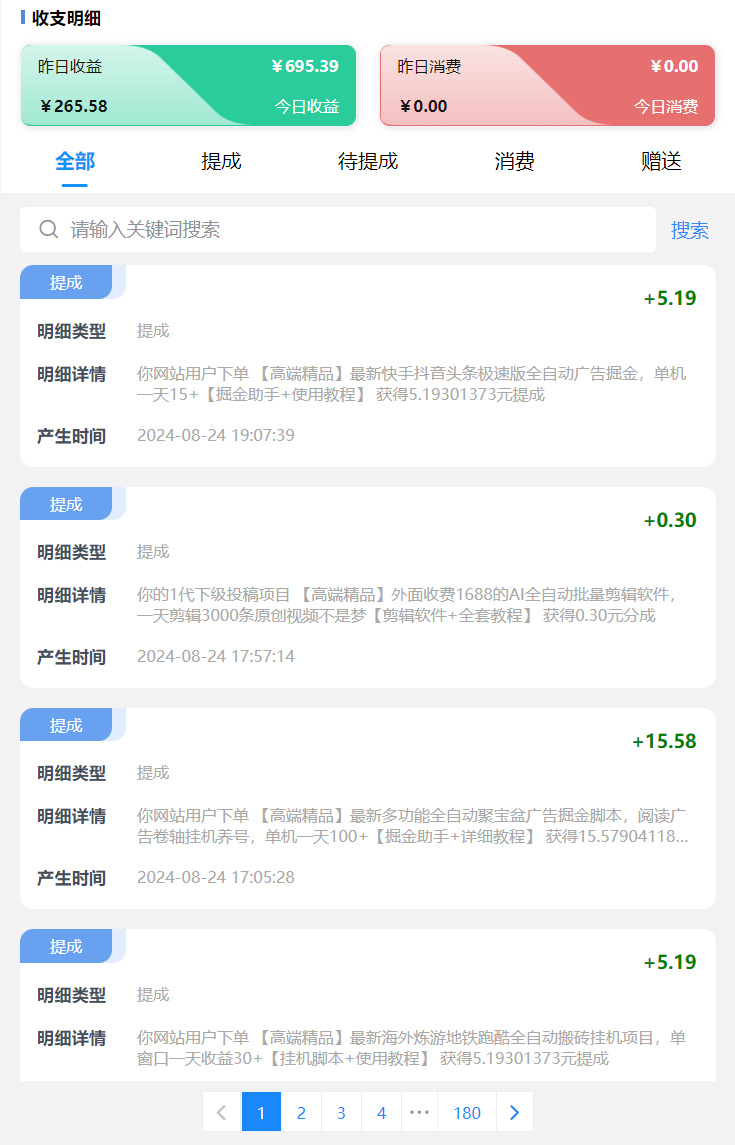 收支明细
昨日收益 ￥695.39
￥265.58 今日收益
昨日消费 ￥0.00
￥0.00 今日消费
全部 提成 待提成 消费 赠送
请输入关键词搜索 搜索
提成
+5.19
明细类型 提成
明细详情 你网站用户下单 【高端精品】最新快手抖音头条极速版全自动广告掘金，单机
一天15+【掘金助手+使用教程】 获得5.19301373元提成
产生时间 2024-08-24 19:07:39
提成
+0.30
明细类型 提成
明细详情 你的1代下级投稿项目 【高端精品】外面收费1688的AI全自动批量剪辑软件，
一天剪辑3000条原创视频不是梦【剪辑软件+全套教程】 获得0.30元分成
产生时间 2024-08-24 17:57:14
提成
+15.58
明细类型 提成
明细详情 你网站用户下单 【高端精品】最新多功能全自动聚宝盆广告掘金脚本，阅读广
告卷轴挂机养号，单机一天100+【掘金助手+详细教程】 获得15.57904118...
产生时间 2024-08-24 17:05:28
提成
+5.19
明细类型 提成
明细详情 你网站用户下单 【高端精品】最新海外炼游地铁跑酷全自动搬砖挂机项目，单
窗口一天收益30+【挂机脚本+使用教程】 获得5.19301373元提成
1 2 3 4 ••• 180